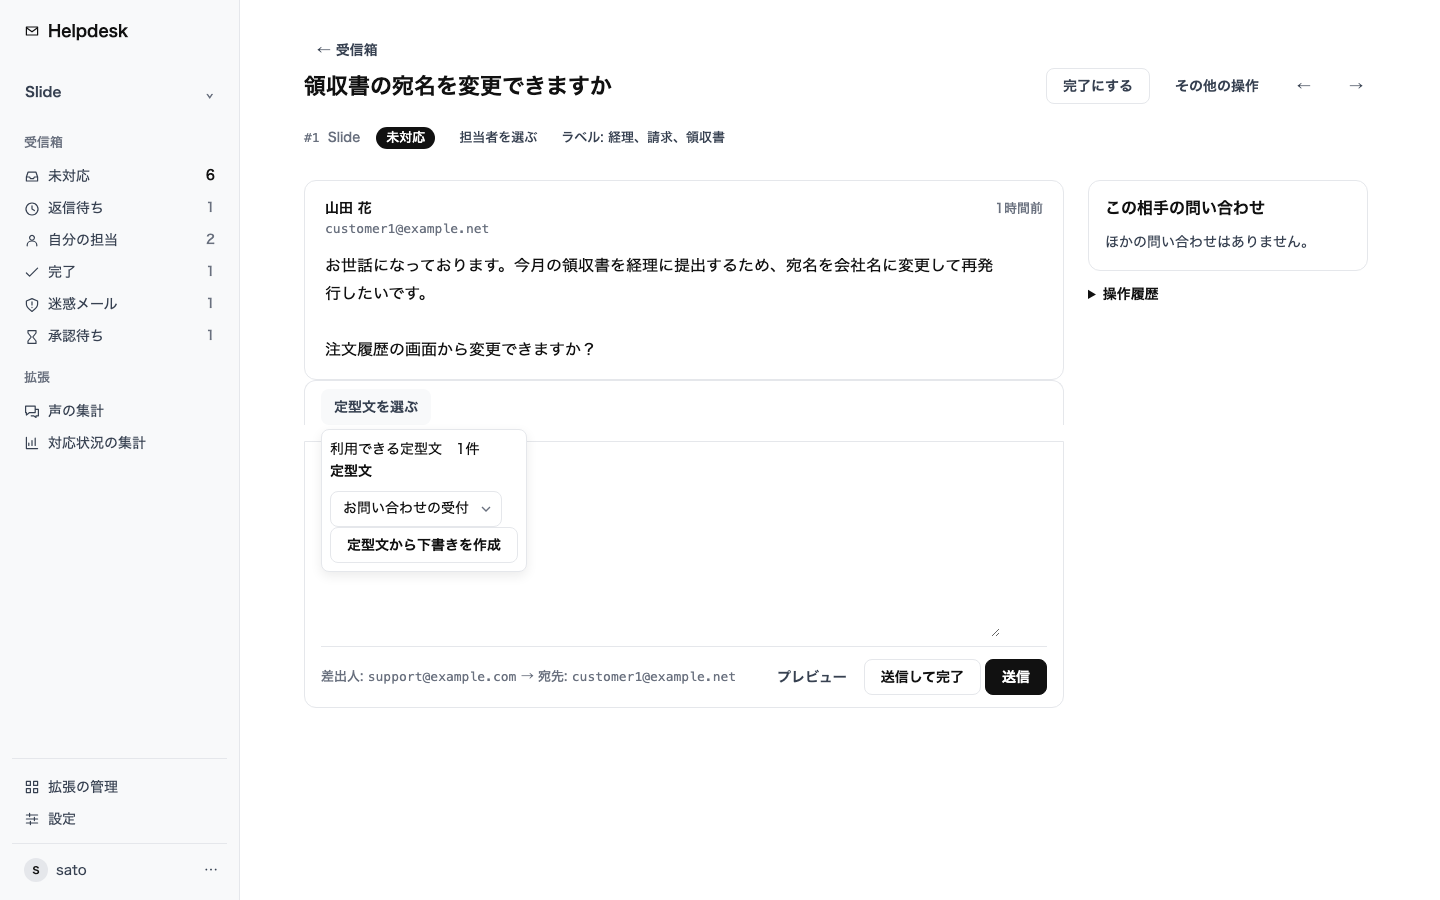 Helpdesk
Slide
受信箱
未対応 6
返信待ち 1
自分の担当 2
完了 1
迷惑メール 1
承認待ち 1
拡張
声の集計
対応状況の集計
拡張の管理
設定
S sato …
← 受信箱
領収書の宛名を変更できますか
完了にする その他の操作 ← →
#1 Slide 未対応 担当者を選ぶ ラベル: 経理、請求、領収書
山田 花 1時間前
customer1@example.net
お世話になっております。今月の領収書を経理に提出するため、宛名を会社名に変更して再発
行したいです。
注文履歴の画面から変更できますか？
定型文を選ぶ
利用できる定型文 1件
定型文
お問い合わせの受付
定型文から下書きを作成
差出人: support@example.com → 宛先: customer1@example.net プレビュー 送信して完了 送信
この相手の問い合わせ
ほかの問い合わせはありません。
▶ 操作履歴